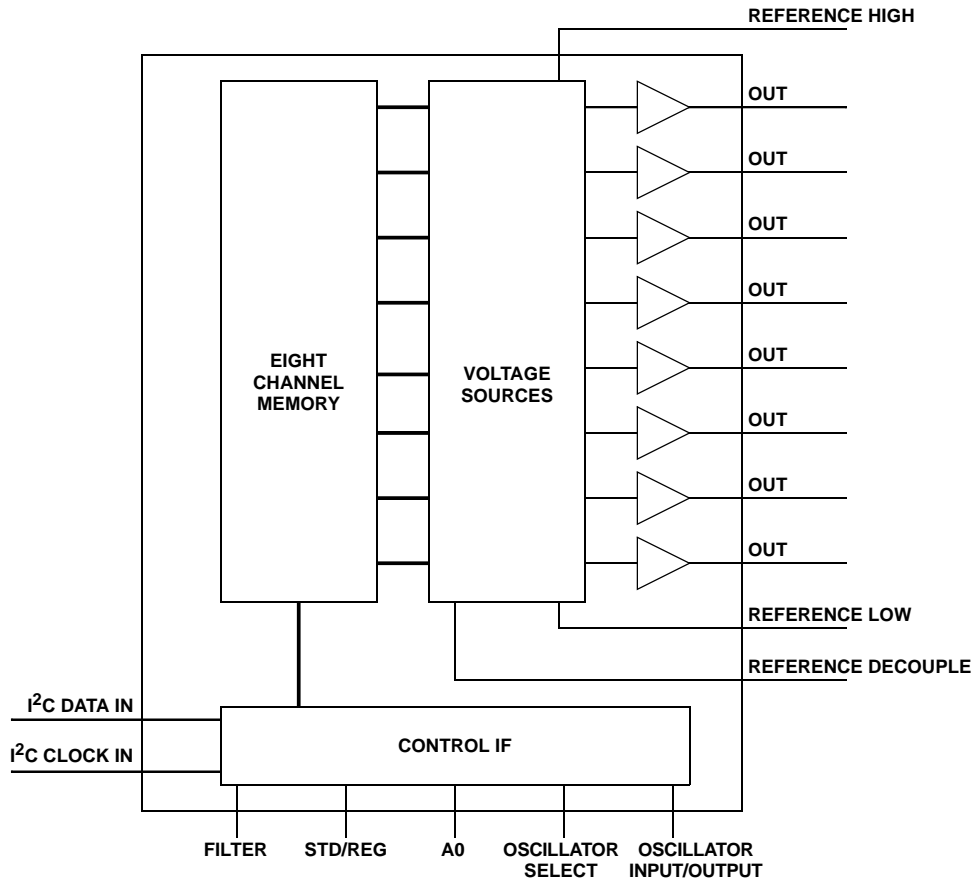 REFERENCE HIGH
OUT
OUT
OUT
OUT
EIGHT
CHANNEL
MEMORY
VOLTAGE
SOURCES
OUT
OUT
OUT
OUT
REFERENCE LOW
REFERENCE DECOUPLE
I²C DATA IN
I²C CLOCK IN
CONTROL IF
FILTER
STD/REG
A0
OSCILLATOR
SELECT
OSCILLATOR
INPUT/OUTPUT